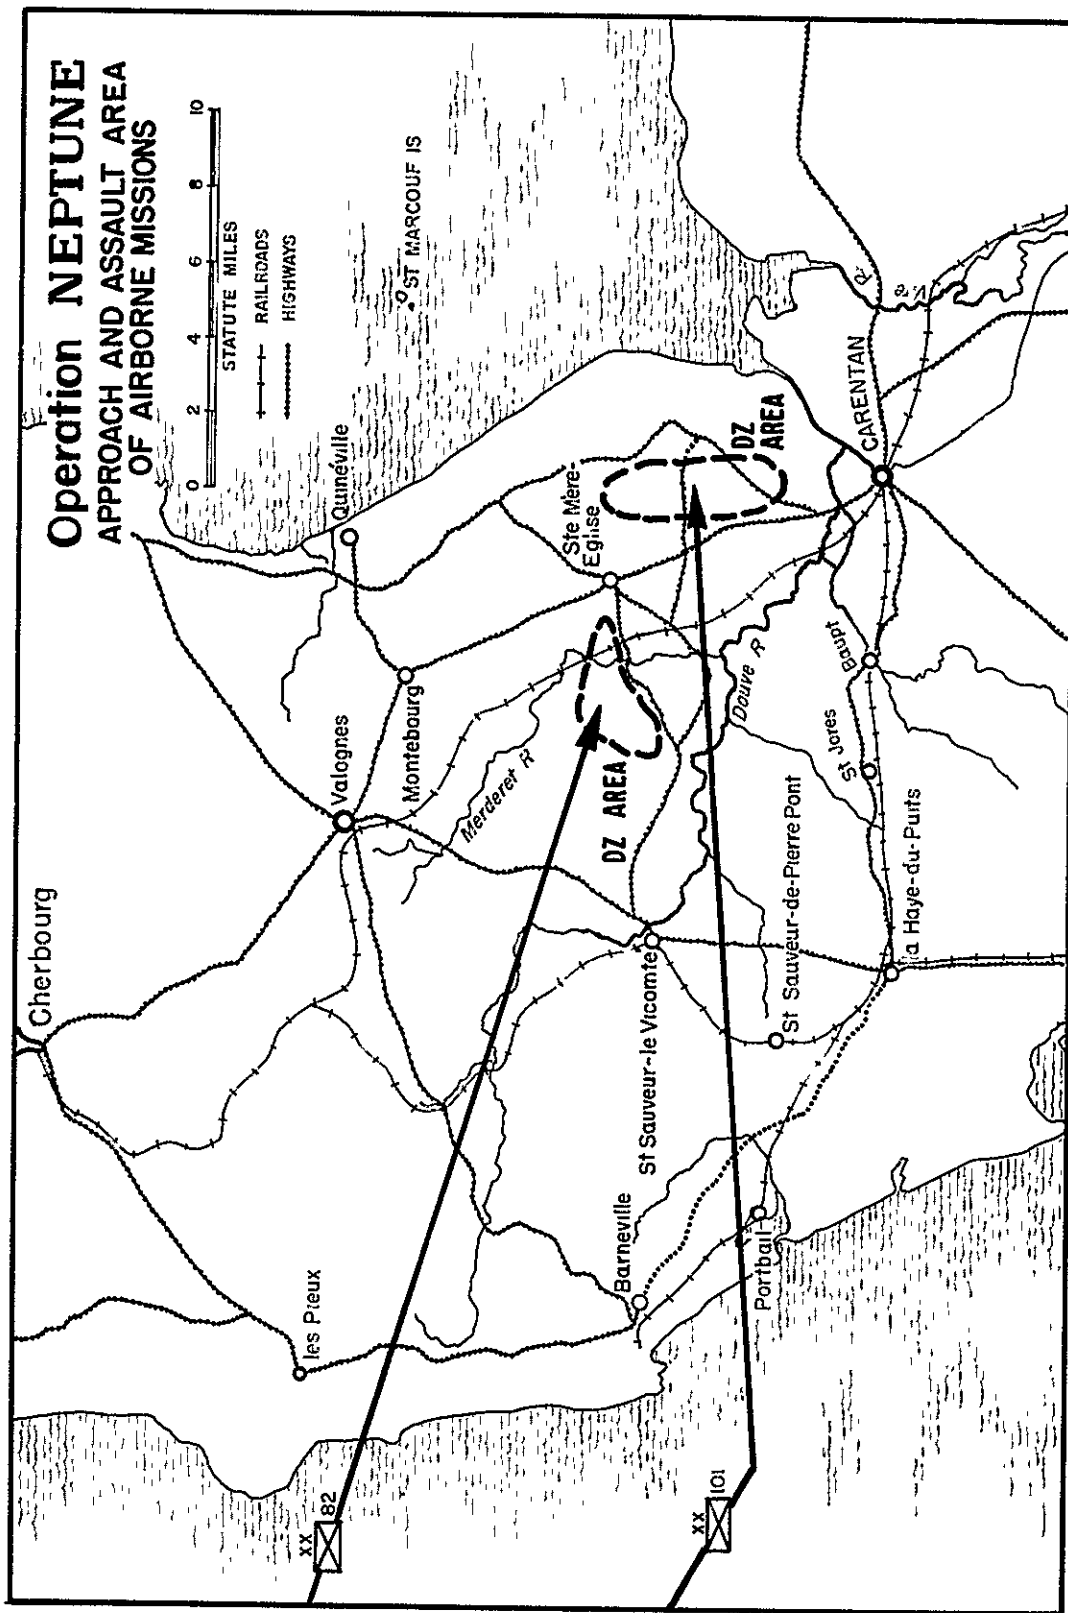 Operation NEPTUNE
APPROACH AND ASSAULT AREA
OF AIRBORNE MISSIONS
0 2 4 6 8 10
STATUTE MILES
RAILROADS
HIGHWAYS
ST MARCOUF IS
Cherbourg
Quinéville
Valognes
Montebourg
les Pieux
Merderet R
Ste Mère-
Eglise
DZ AREA
DZ
AREA
XX
82
Barneville
St Sauveur-le Vicomte
Douve R
CARENTAN
Vire
R
XX
101
Portbail
St Sauveur-de-Pierre Pont
St Jores
Baupt
la Haye-du-Puits